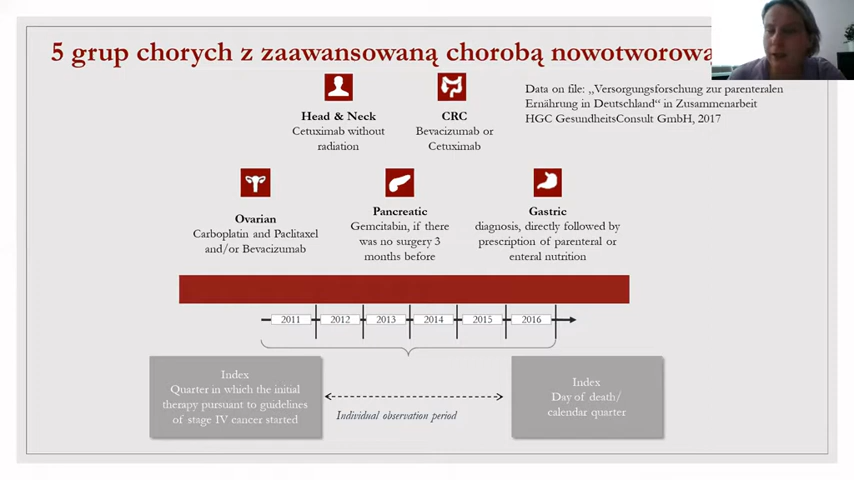 5 grup chorych z zaawansowaną chorobą nowotworową
Data on file: „Versorgungsforschung zur parenteralen
Ernährung in Deutschland“ in Zusammenarbeit
HGC GesundheitsConsult GmbH, 2017
Head & Neck
Cetuximab without
radiation
CRC
Bevacizumab or
Cetuximab
Ovarian
Carboplatin and Paclitaxel
and/or Bevacizumab
Pancreatic
Gemcitabin, if there
was no surgery 3
months before
Gastric
diagnosis, directly followed by
prescription of parenteral or
enteral nutrition
2011 2012 2013 2014 2015 2016
Index
Quarter in which the initial
therapy pursuant to guidelines
of stage IV cancer started
Individual observation period
Index
Day of death/
calendar quarter